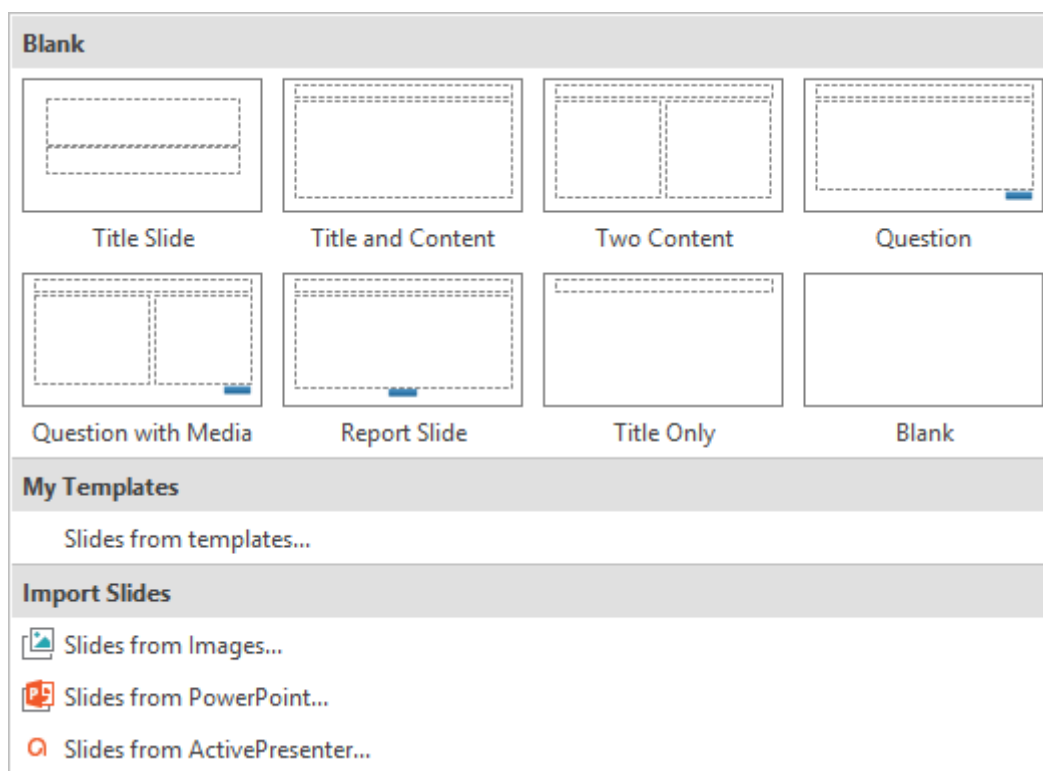 Blank
Title Slide
Title and Content
Two Content
Question
Question with Media
Report Slide
Title Only
Blank
My Templates
Slides from templates...
Import Slides
Slides from Images...
Slides from PowerPoint...
Slides from ActivePresenter...